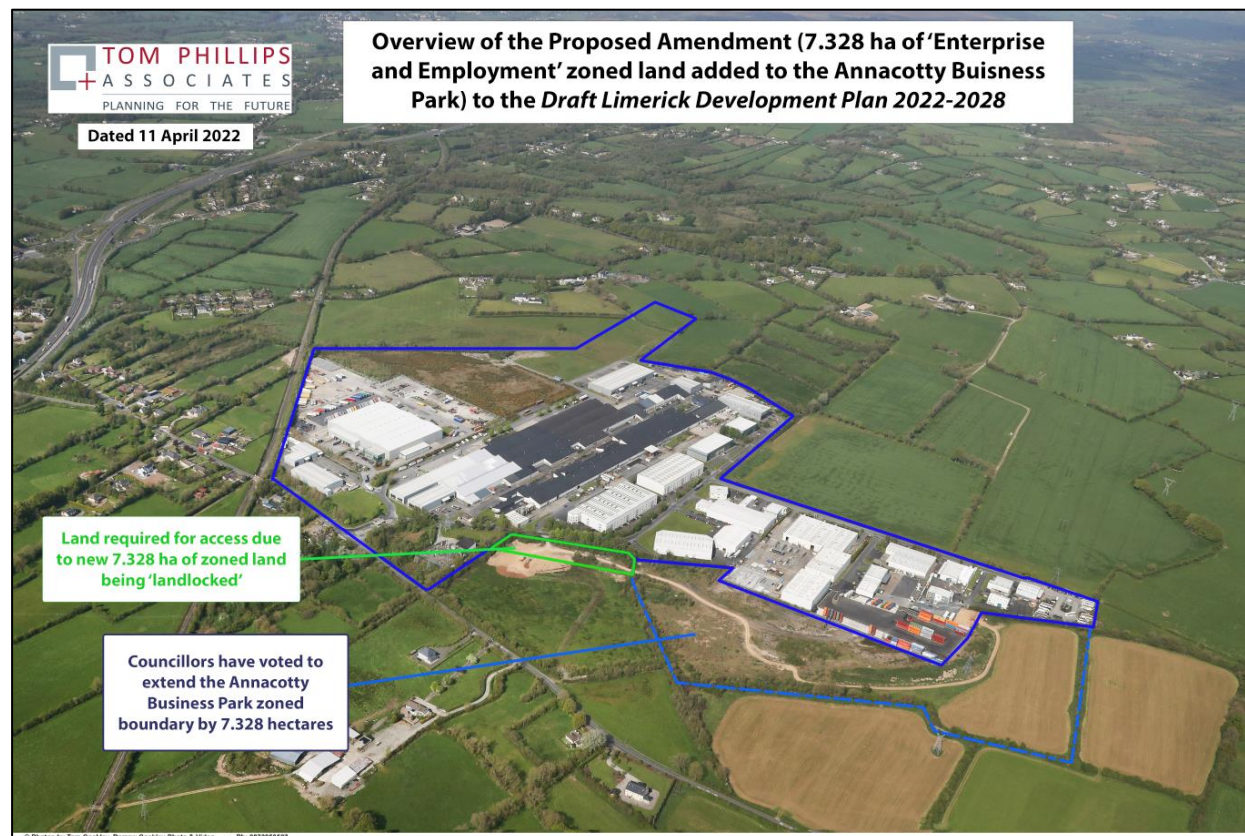 TOM PHILLIPS
+ ASSOCIATES
PLANNING FOR THE FUTURE
Dated 11 April 2022
Overview of the Proposed Amendment (7.328 ha of ‘Enterprise
and Employment’ zoned land added to the Annacotty Buisness
Park) to the Draft Limerick Development Plan 2022-2028
Land required for access due
to new 7.328 ha of zoned land
being ‘landlocked’
Councillors have voted to
extend the Annacotty
Business Park zoned
boundary by 7.328 hectares